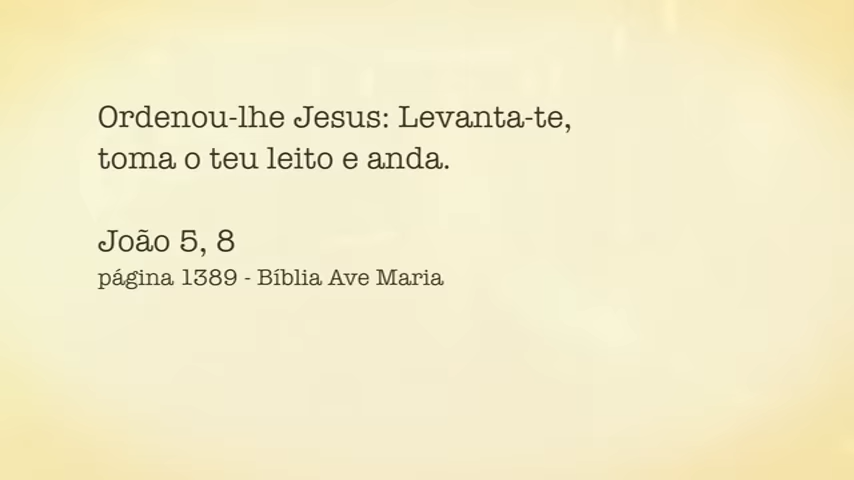 Ordenou-lhe Jesus: Levanta-te,
toma o teu leito e anda.
João 5, 8
página 1389 - Bíblia Ave Maria